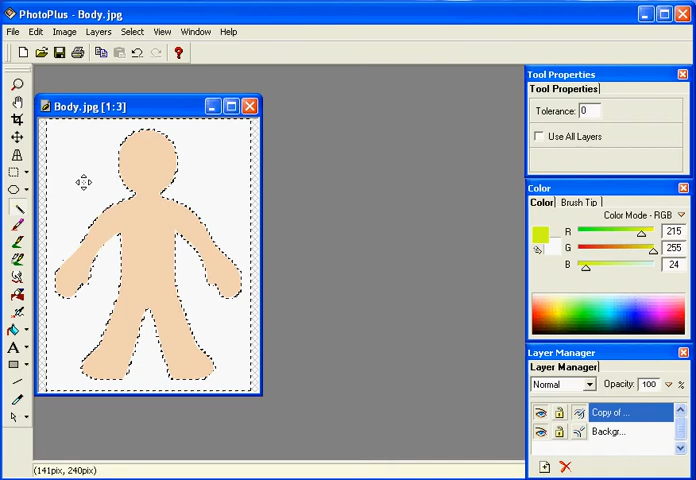 PhotoPlus - Body.jpg
File Edit Image Layers Select View Window Help
Body.jpg [1:3]
Tool Properties
Tool Properties
Tolerance: 0
Use All Layers
Color
Color Brush Tip
Color Mode - RGB
R 215
G 255
B 24
Layer Manager
Layer Manager
Normal Opacity: 100 %
Copy of ...
Backgr...
A
(141pix, 240pix)